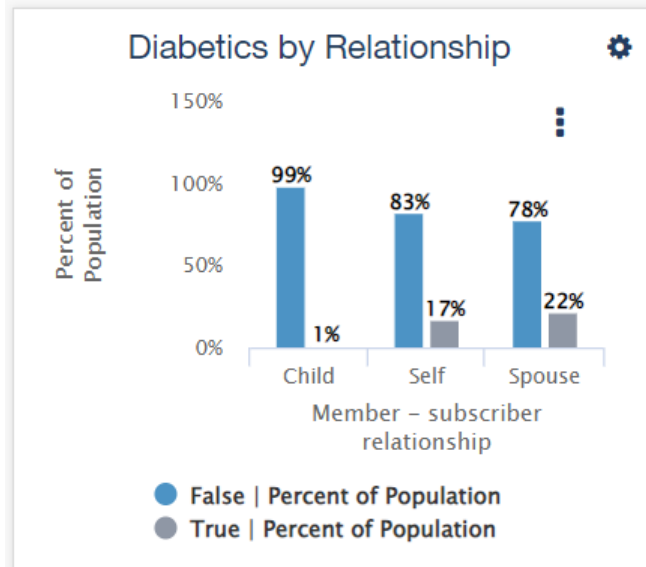 Diabetics by Relationship
150%
100%
50%
0%
Percent of
Population
99%
1%
83%
17%
78%
22%
Child
Self
Spouse
Member – subscriber
relationship
False | Percent of Population
True | Percent of Population